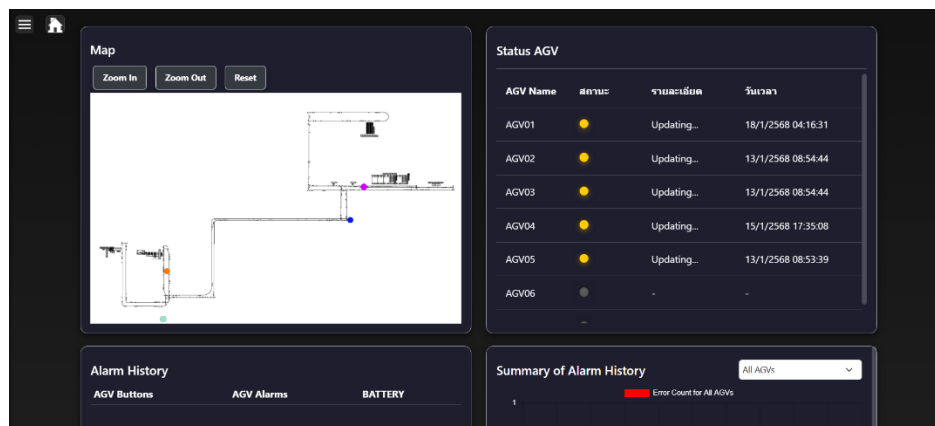 Map
Zoom In Zoom Out Reset
Status AGV
AGV Name สถานะ รายละเอียด วันเวลา
AGV01 Updating... 18/1/2568 04:16:31
AGV02 Updating... 13/1/2568 08:54:44
AGV03 Updating... 13/1/2568 08:54:44
AGV04 Updating... 15/1/2568 17:35:08
AGV05 Updating... 13/1/2568 08:53:39
AGV06 - -
Alarm History
AGV Buttons AGV Alarms BATTERY
Summary of Alarm History
All AGVs
Error Count for All AGVs
1